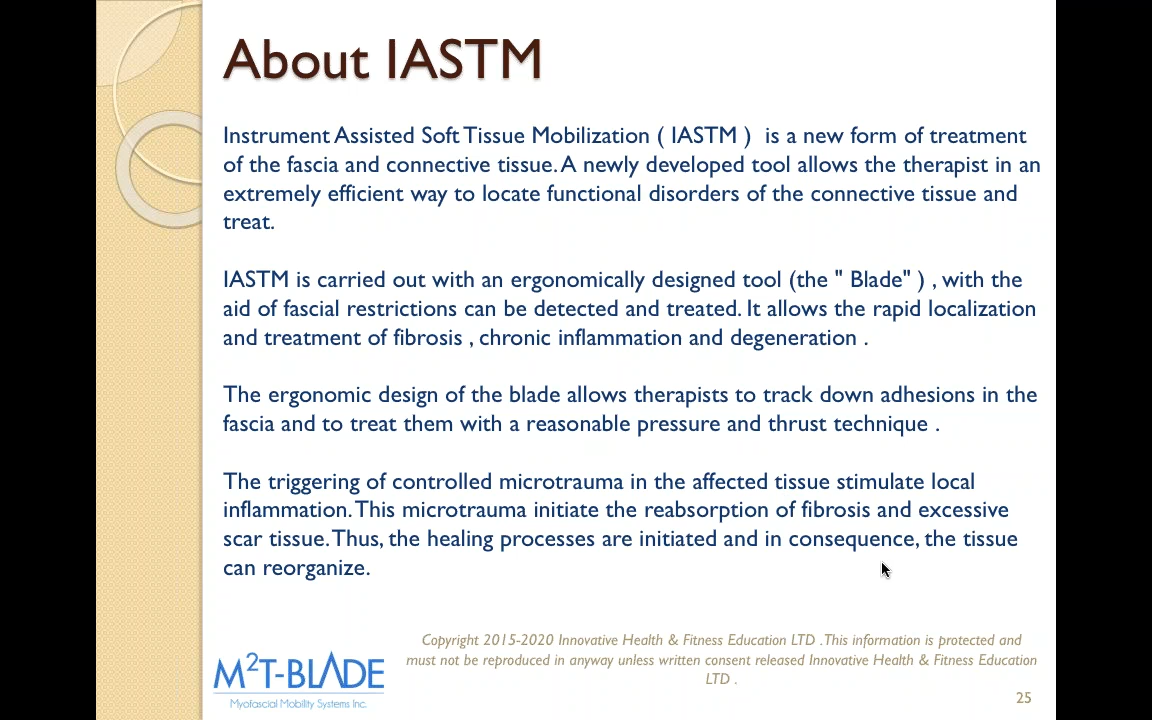 About IASTM
Instrument Assisted Soft Tissue Mobilization ( IASTM )  is a new form of treatment
of the fascia and connective tissue. A newly developed tool allows the therapist in an
extremely efficient way to locate functional disorders of the connective tissue and
treat.
IASTM is carried out with an ergonomically designed tool (the " Blade" ) , with the
aid of fascial restrictions can be detected and treated. It allows the rapid localization
and treatment of fibrosis , chronic inflammation and degeneration .
The ergonomic design of the blade allows therapists to track down adhesions in the
fascia and to treat them with a reasonable pressure and thrust technique .
The triggering of controlled microtrauma in the affected tissue stimulate local
inflammation. This microtrauma initiate the reabsorption of fibrosis and excessive
scar tissue. Thus, the healing processes are initiated and in consequence, the tissue
can reorganize.
Copyright 2015-2020 Innovative Health & Fitness Education LTD . This information is protected and
must not be reproduced in anyway unless written consent released Innovative Health & Fitness Education
LTD .
M²T-BLADE
Myofascial Mobility Systems Inc.
25